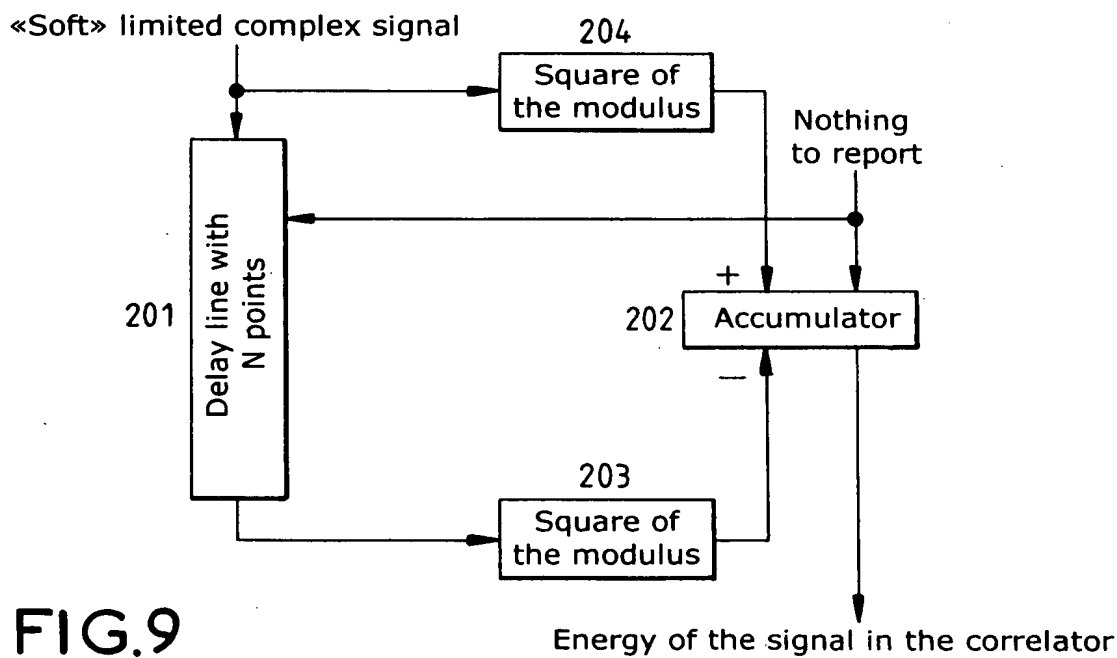 «Soft» limited complex signal
204
Square of
the modulus
Nothing
to report
201
Delay line with
N points
+
202
Accumulator
—
203
Square of
the modulus
FIG.9
Energy of the signal in the correlator